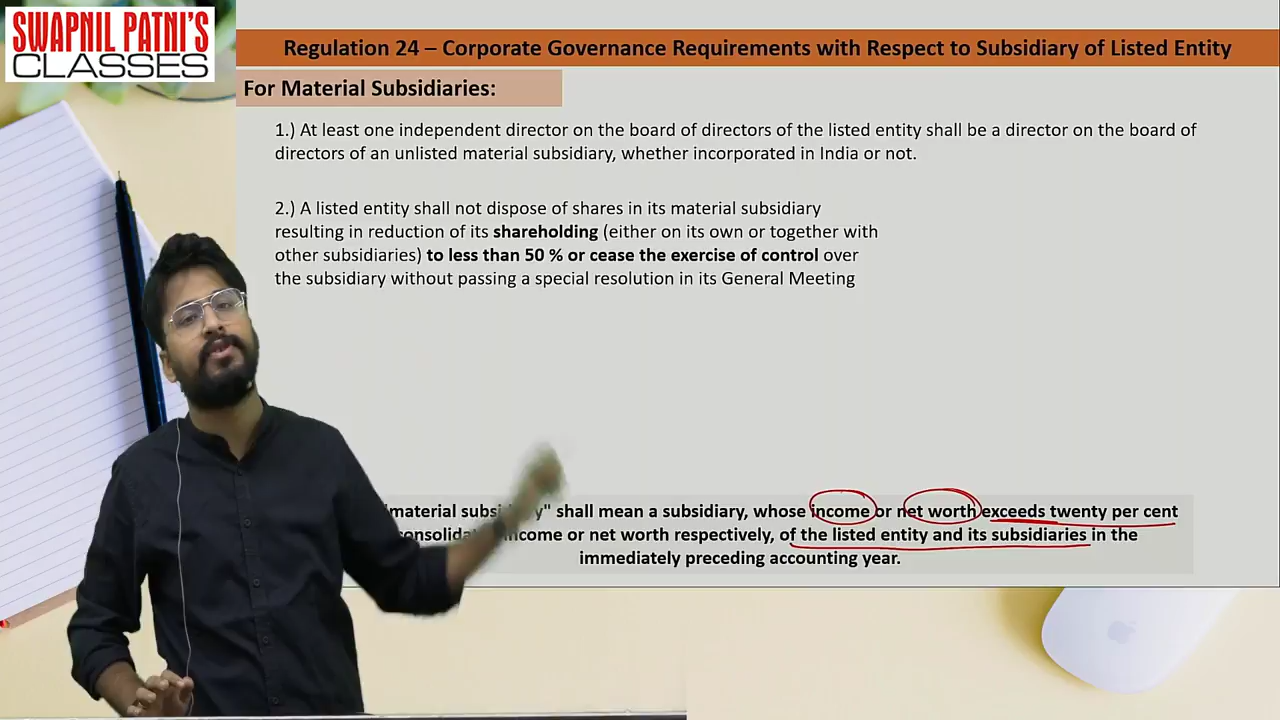 SWAPNIL PATNI'S
CLASSES
Regulation 24 – Corporate Governance Requirements with Respect to Subsidiary of Listed Entity
For Material Subsidiaries:
1.) At least one independent director on the board of directors of the listed entity shall be a director on the board of
directors of an unlisted material subsidiary, whether incorporated in India or not.
2.) A listed entity shall not dispose of shares in its material subsidiary
resulting in reduction of its shareholding (either on its own or together with
other subsidiaries) to less than 50 % or cease the exercise of control over
the subsidiary without passing a special resolution in its General Meeting
material shall mean a subsidiary, whose income or net worth exceeds twenty per cent
income or net worth respectively, of the listed entity and its subsidiaries in the
immediately preceding accounting year.